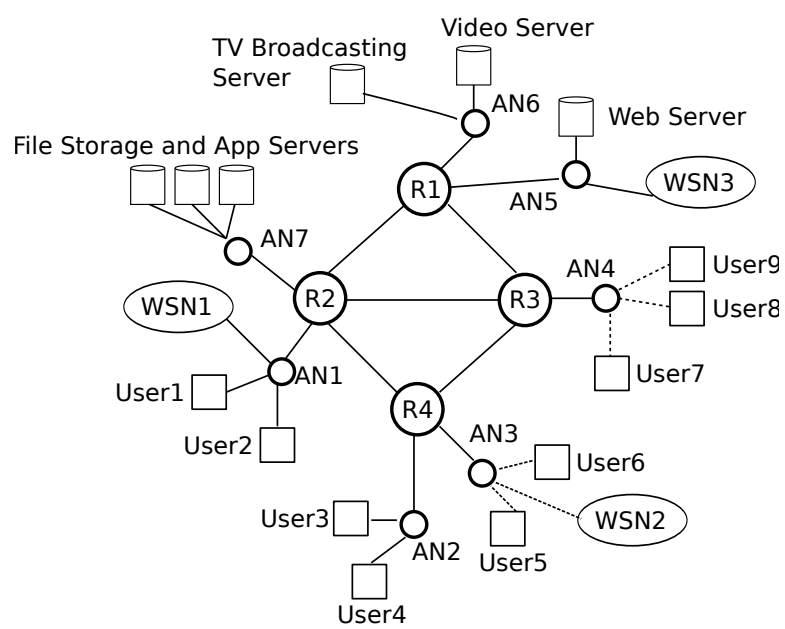 Video Server
TV Broadcasting
Server
AN6
Web Server
File Storage and App Servers
R1
WSN3
AN5
AN7
AN4
User9
R2
R3
WSN1
User8
AN1
User7
User1
R4
AN3
User2
User6
User3
WSN2
AN2
User5
User4